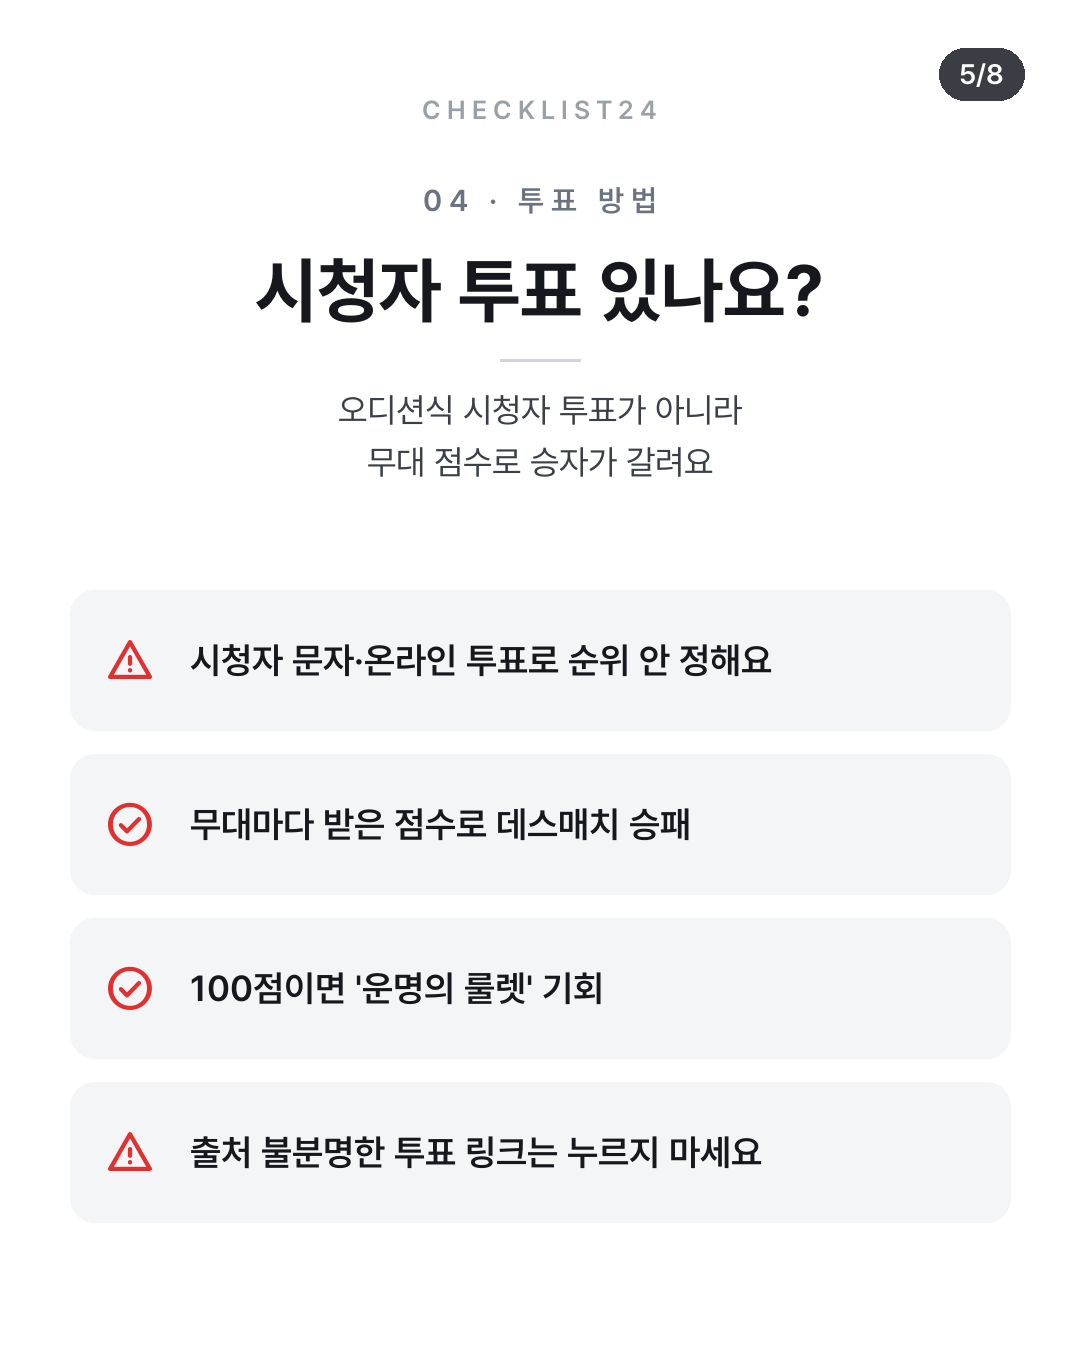 5/8
CHECKLIST24
04 · 투표 방법
시청자 투표 있나요?
오디션식 시청자 투표가 아니라
무대 점수로 승자가 갈려요
시청자 문자·온라인 투표로 순위 안 정해요
무대마다 받은 점수로 데스매치 승패
100점이면 '운명의 룰렛' 기회
출처 불분명한 투표 링크는 누르지 마세요